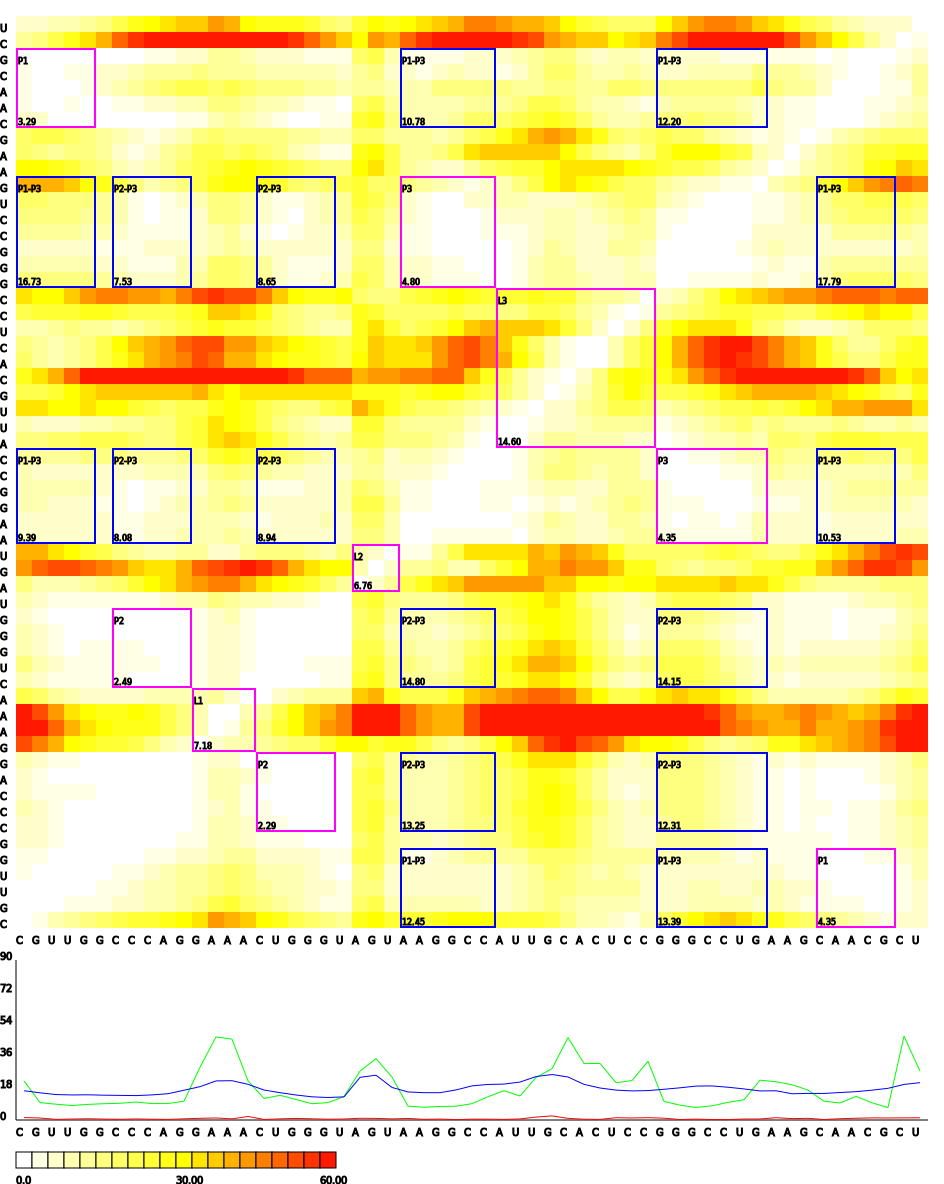 U
C
G P1 P1-P3 P1-P3
C
A
A
C 3.29 10.78 12.20
G
A
A
G P1-P3 P2-P3 P2-P3 P3 P1-P3
U
C
C
G
G
G 16.73 7.53 8.65 4.80 17.79
C L3
C
U
C
A
C
G
U
U
A 14.60
C P1-P3 P2-P3 P2-P3 P3 P1-P3
C
G
G
A
A 9.39 8.08 8.94 4.35 10.53
U L2
G
A 6.76
U
G P2 P2-P3 P2-P3
G
G
U
C 2.49 14.80 14.15
A L1
A
A
G 7.18
G P2 P2-P3 P2-P3
A
C
C
C 2.29 13.25 12.31
G
G P1-P3 P1-P3 P1
U
U
G
C 12.45 13.39 4.35
C G U U G G C C C A G G A A A C U G G G U A G U A A G G C C A U U G C A C U C C G G G C C U G A A G C A A C G C U
90
72
54
36
18
0
C G U U G G C C C A G G A A A C U G G G U A G U A A G G C C A U U G C A C U C C G G G C C U G A A G C A A C G C U
0.0 30.00 60.00